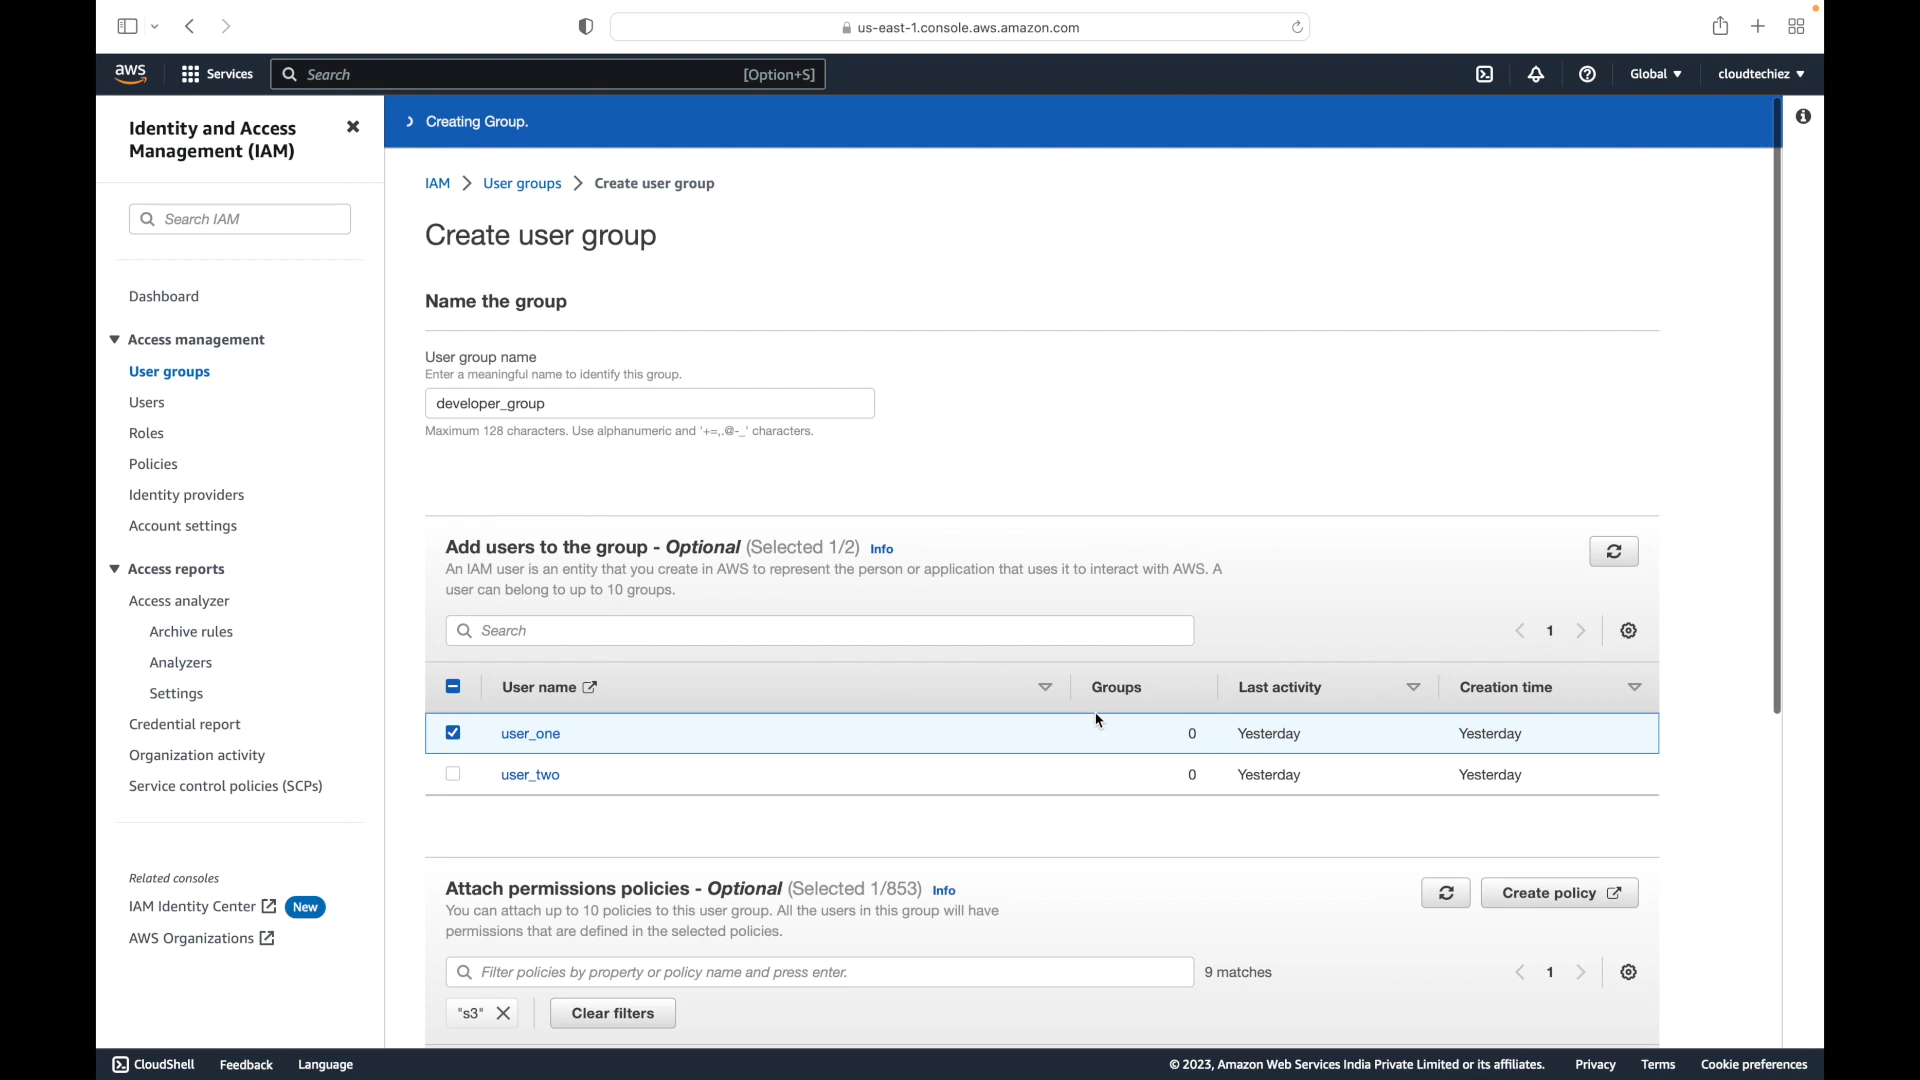 us-east-1.console.aws.amazon.com
aws
Services
Search
[Option+S]
Global
cloudtechiez
Identity and Access
Management (IAM)
Search IAM
Dashboard
Access management
User groups
Users
Roles
Policies
Identity providers
Account settings
Access reports
Access analyzer
Archive rules
Analyzers
Settings
Credential report
Organization activity
Service control policies (SCPs)
Related consoles
IAM Identity Center New
AWS Organizations
Creating Group.
IAM > User groups > Create user group
Create user group
Name the group
User group name
Enter a meaningful name to identify this group.
developer_group
Maximum 128 characters. Use alphanumeric and '+=,.@-_' characters.
Add users to the group - Optional (Selected 1/2) Info
An IAM user is an entity that you create in AWS to represent the person or application that uses it to interact with AWS. A
user can belong to up to 10 groups.
Search
1
User name Groups Last activity Creation time
user_one 0 Yesterday Yesterday
user_two 0 Yesterday Yesterday
Attach permissions policies - Optional (Selected 1/853) Info
Create policy
You can attach up to 10 policies to this user group. All the users in this group will have
permissions that are defined in the selected policies.
Filter policies by property or policy name and press enter.
9 matches
1
"s3"
Clear filters
CloudShell Feedback Language
© 2023, Amazon Web Services India Private Limited or its affiliates. Privacy Terms Cookie preferences